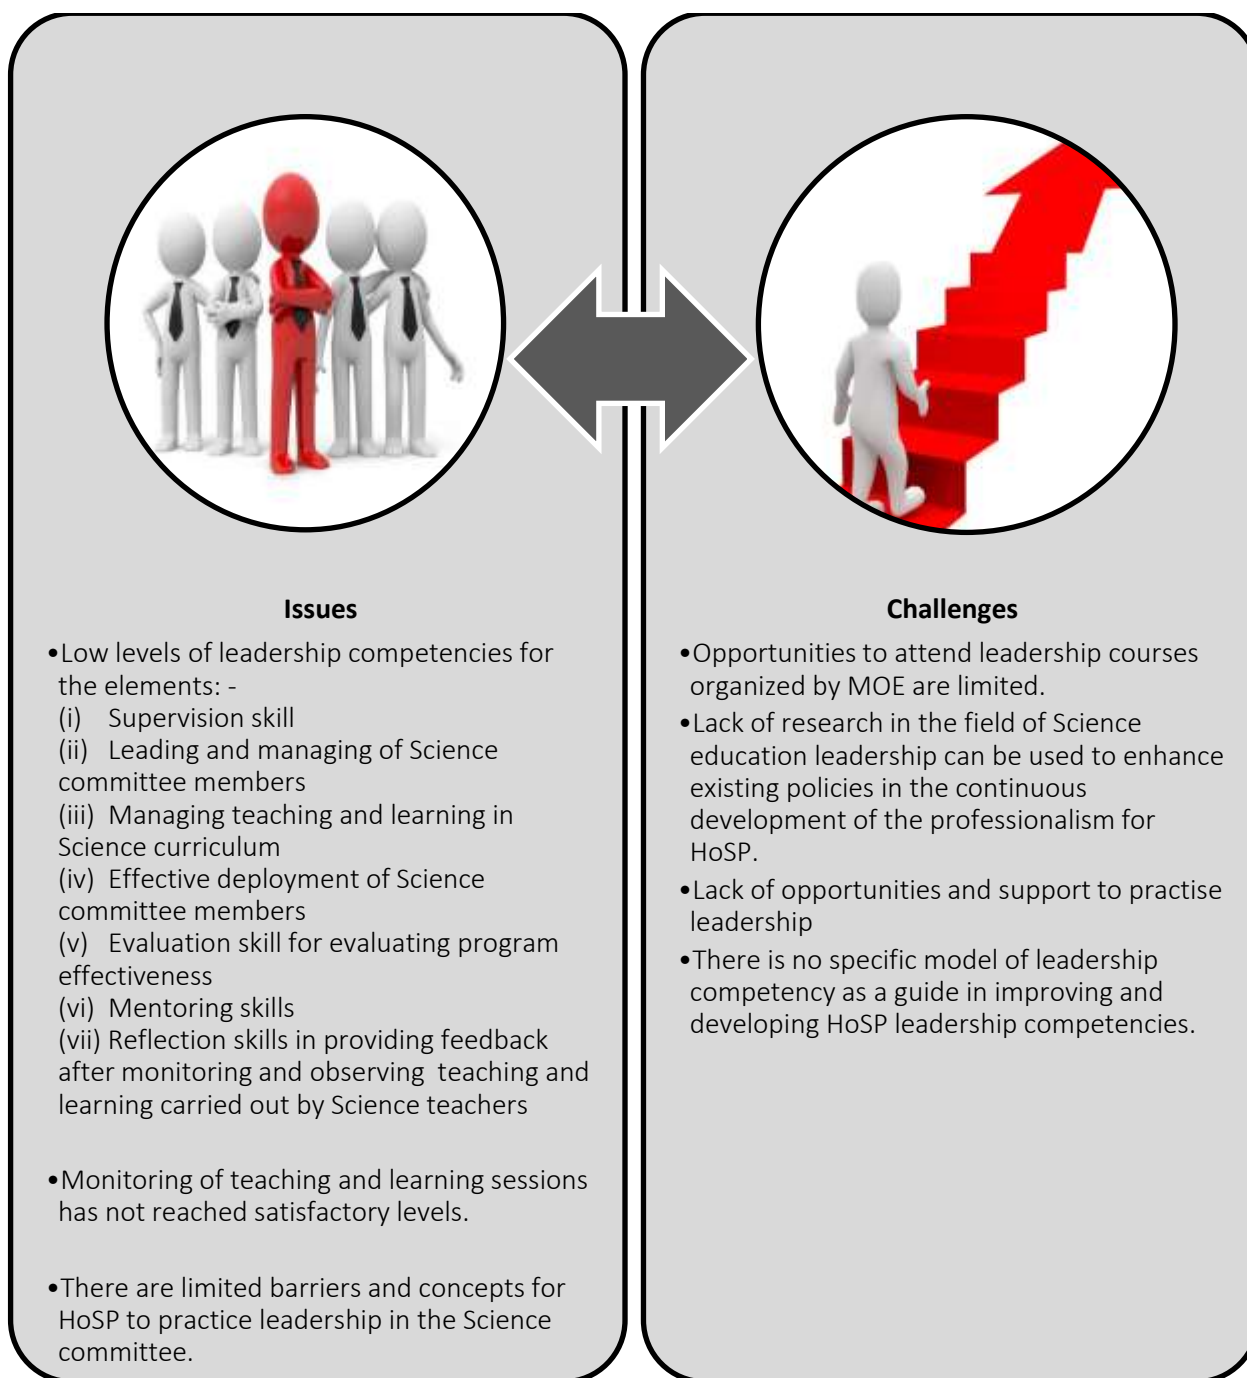 Issues
•Low levels of leadership competencies for
the elements: -
(i) Supervision skill
(ii) Leading and managing of Science
committee members
(iii) Managing teaching and learning in
Science curriculum
(iv) Effective deployment of Science
committee members
(v) Evaluation skill for evaluating program
effectiveness
(vi) Mentoring skills
(vii) Reflection skills in providing feedback
after monitoring and observing teaching and
learning carried out by Science teachers
•Monitoring of teaching and learning sessions
has not reached satisfactory levels.
•There are limited barriers and concepts for
HoSP to practice leadership in the Science
committee.
Challenges
•Opportunities to attend leadership courses
organized by MOE are limited.
•Lack of research in the field of Science
education leadership can be used to enhance
existing policies in the continuous
development of the professionalism for
HoSP.
•Lack of opportunities and support to practise
leadership
•There is no specific model of leadership
competency as a guide in improving and
developing HoSP leadership competencies.